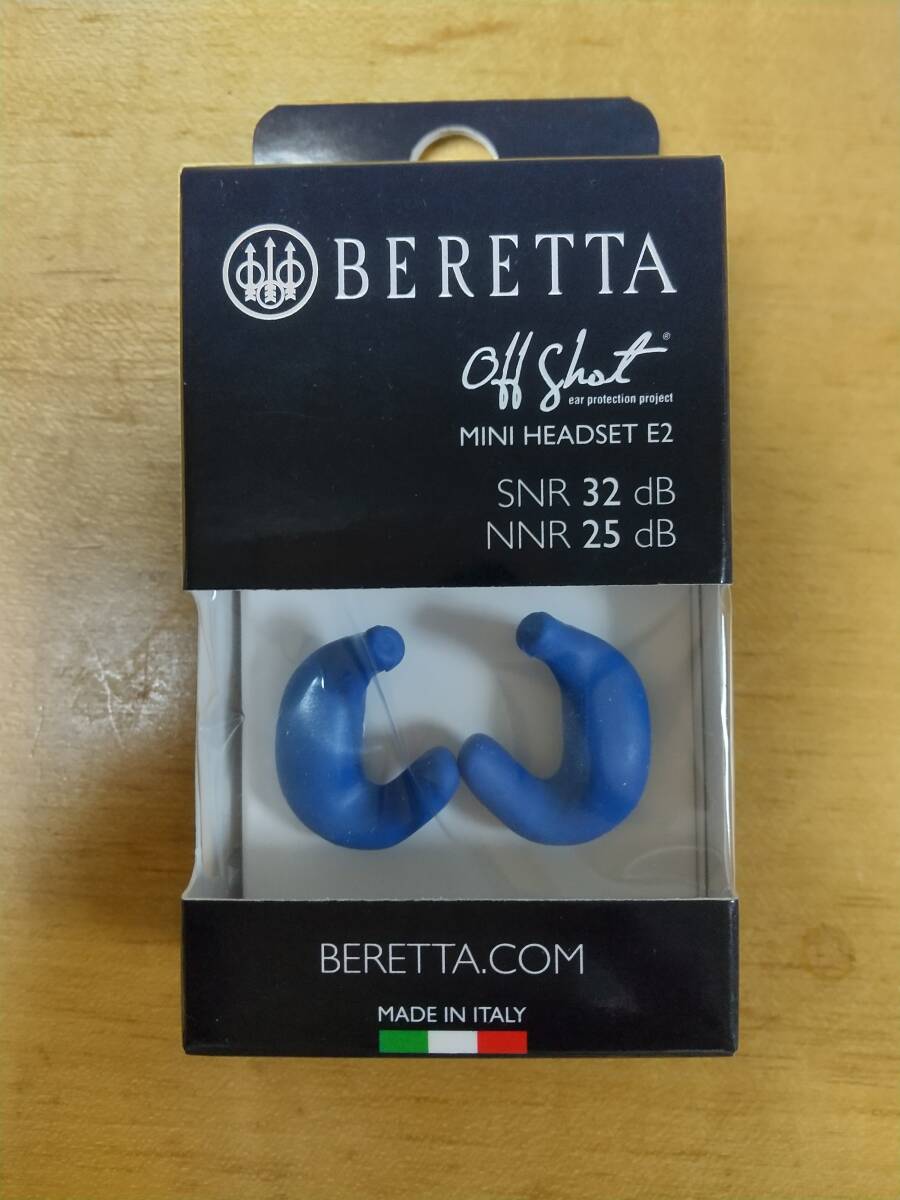 BERETTA
Off Shot®
ear protection project
MINI HEADSET E2
SNR 32 dB
NNR 25 dB
BERETTA.COM
MADE IN ITALY